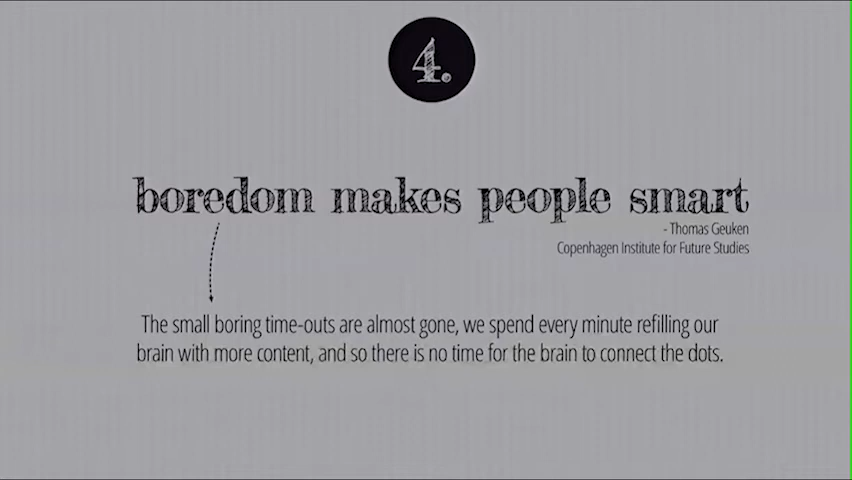 4.
boredom makes people smart
- Thomas Geuken
Copenhagen Institute for Future Studies
The small boring time-outs are almost gone, we spend every minute refilling our
brain with more content, and so there is no time for the brain to connect the dots.